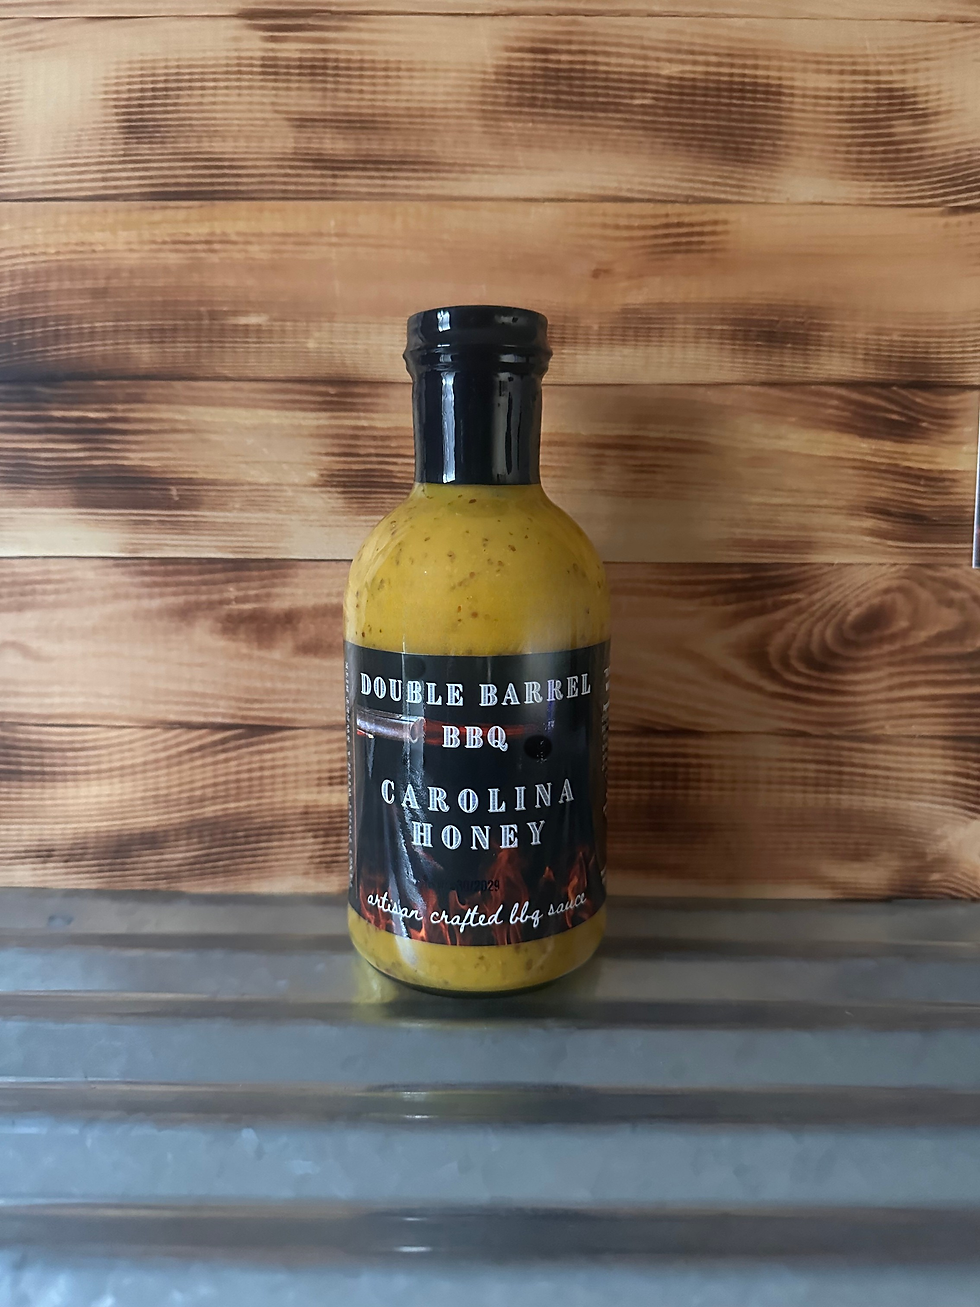 DOUBLE BARREL
BBQ
CAROLINA
HONEY
artisan crafted bbq sauce